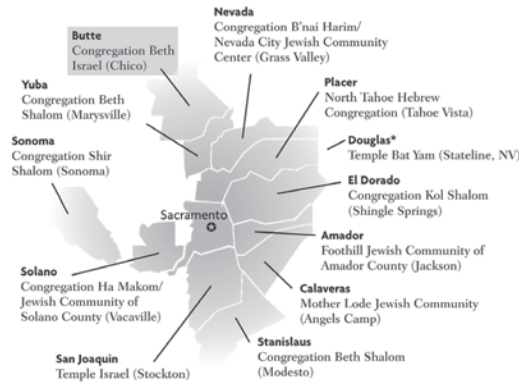 Butte
Congregation Beth
Israel (Chico)
Nevada
Congregation B'nai Harim/
Nevada City Jewish Community
Center (Grass Valley)
Yuba
Congregation Beth
Shalom (Marysville)
Placer
North Tahoe Hebrew
Congregation (Tahoe Vista)
Sonoma
Congregation Shir
Shalom (Sonoma)
Douglas*
Temple Bat Yam (Stateline, NV)
El Dorado
Congregation Kol Shalom
(Shingle Springs)
Sacramento
Amador
Foothill Jewish Community of
Amador County (Jackson)
Solano
Congregation Ha Makom/
Jewish Community of
Solano County (Vacaville)
Calaveras
Mother Lode Jewish Community
(Angels Camp)
San Joaquin
Temple Israel (Stockton)
Stanislaus
Congregation Beth Shalom
(Modesto)